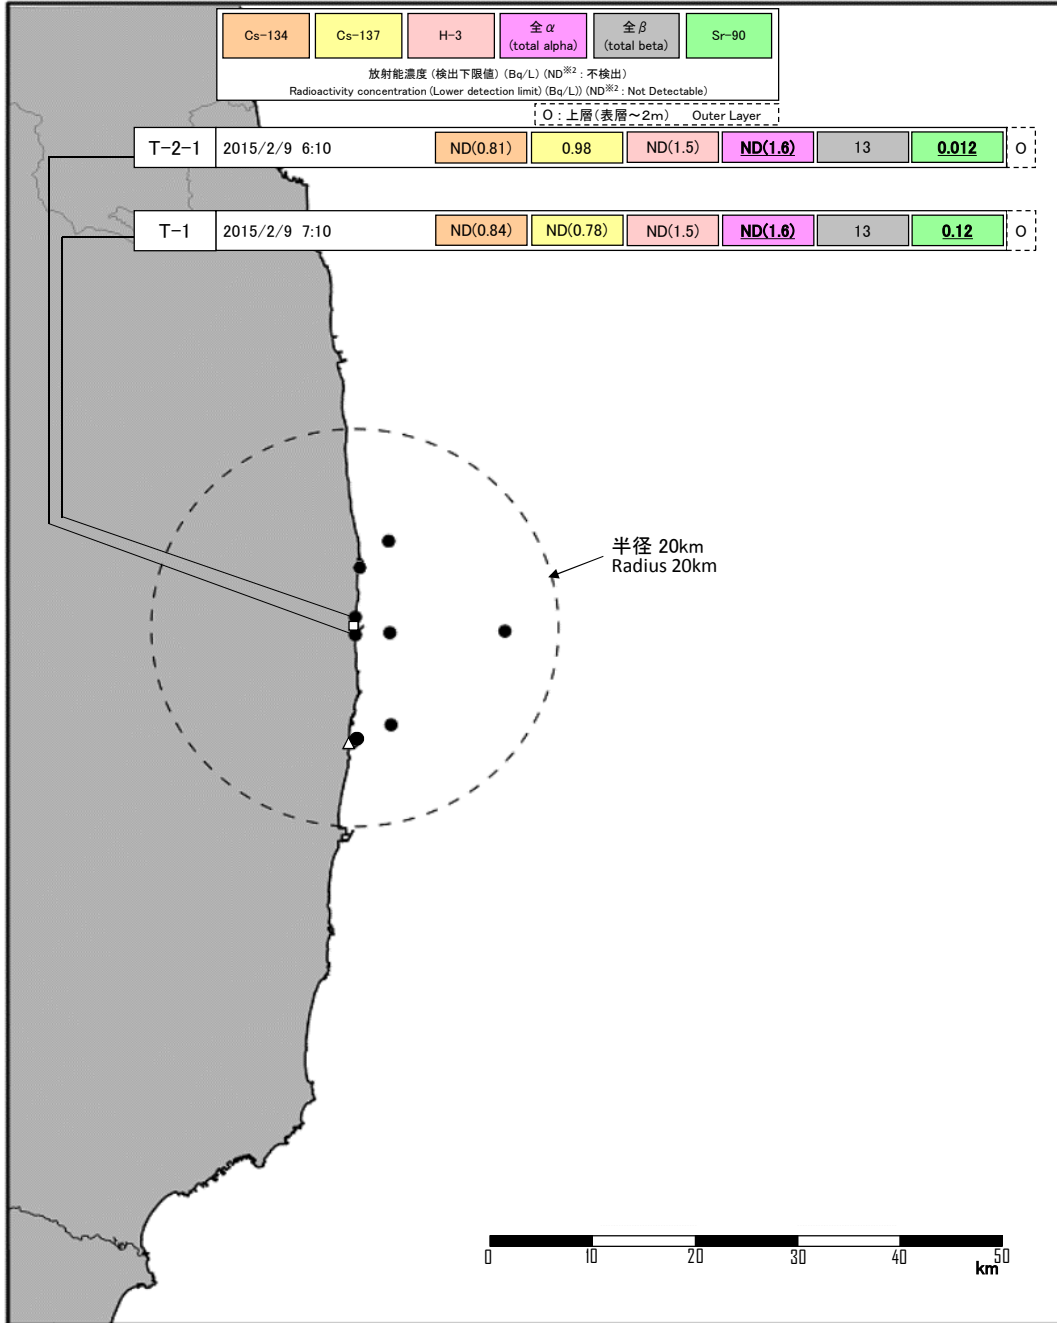 Cs-134 Cs-137 H-3 全α (total alpha) 全β (total beta) Sr-90
放射能濃度 (検出下限値) (Bq/L) (ND※2 : 不検出)
Radioactivity concentration (Lower detection limit) (Bq/L)) (ND※2 : Not Detectable)
O : 上層(表層～2m) Outer Layer
T-2-1 2015/2/9 6:10 ND(0.81) 0.98 ND(1.5) ND(1.6) 13 0.012 O
T-1 2015/2/9 7:10 ND(0.84) ND(0.78) ND(1.5) ND(1.6) 13 0.12 O
半径 20km
Radius 20km
0 10 20 30 40 50
km